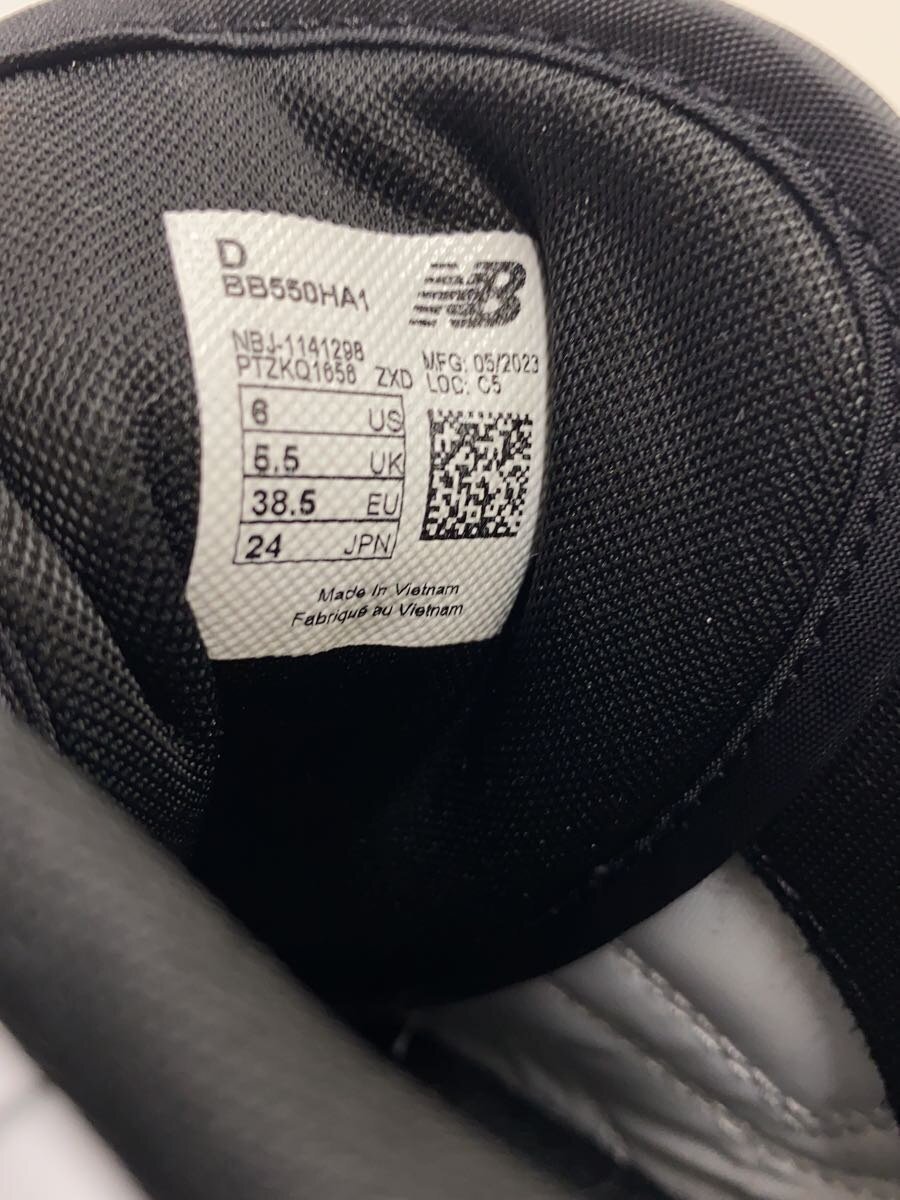 D
BB550HA1
NB
NBJ-1141298
PTZKQ1658 ZXD
MFG: 05/2023
LOC: C5
6 US
5.5 UK
38.5 EU
24 JPN
Made In Vietnam
Fabriqué au Vietnam